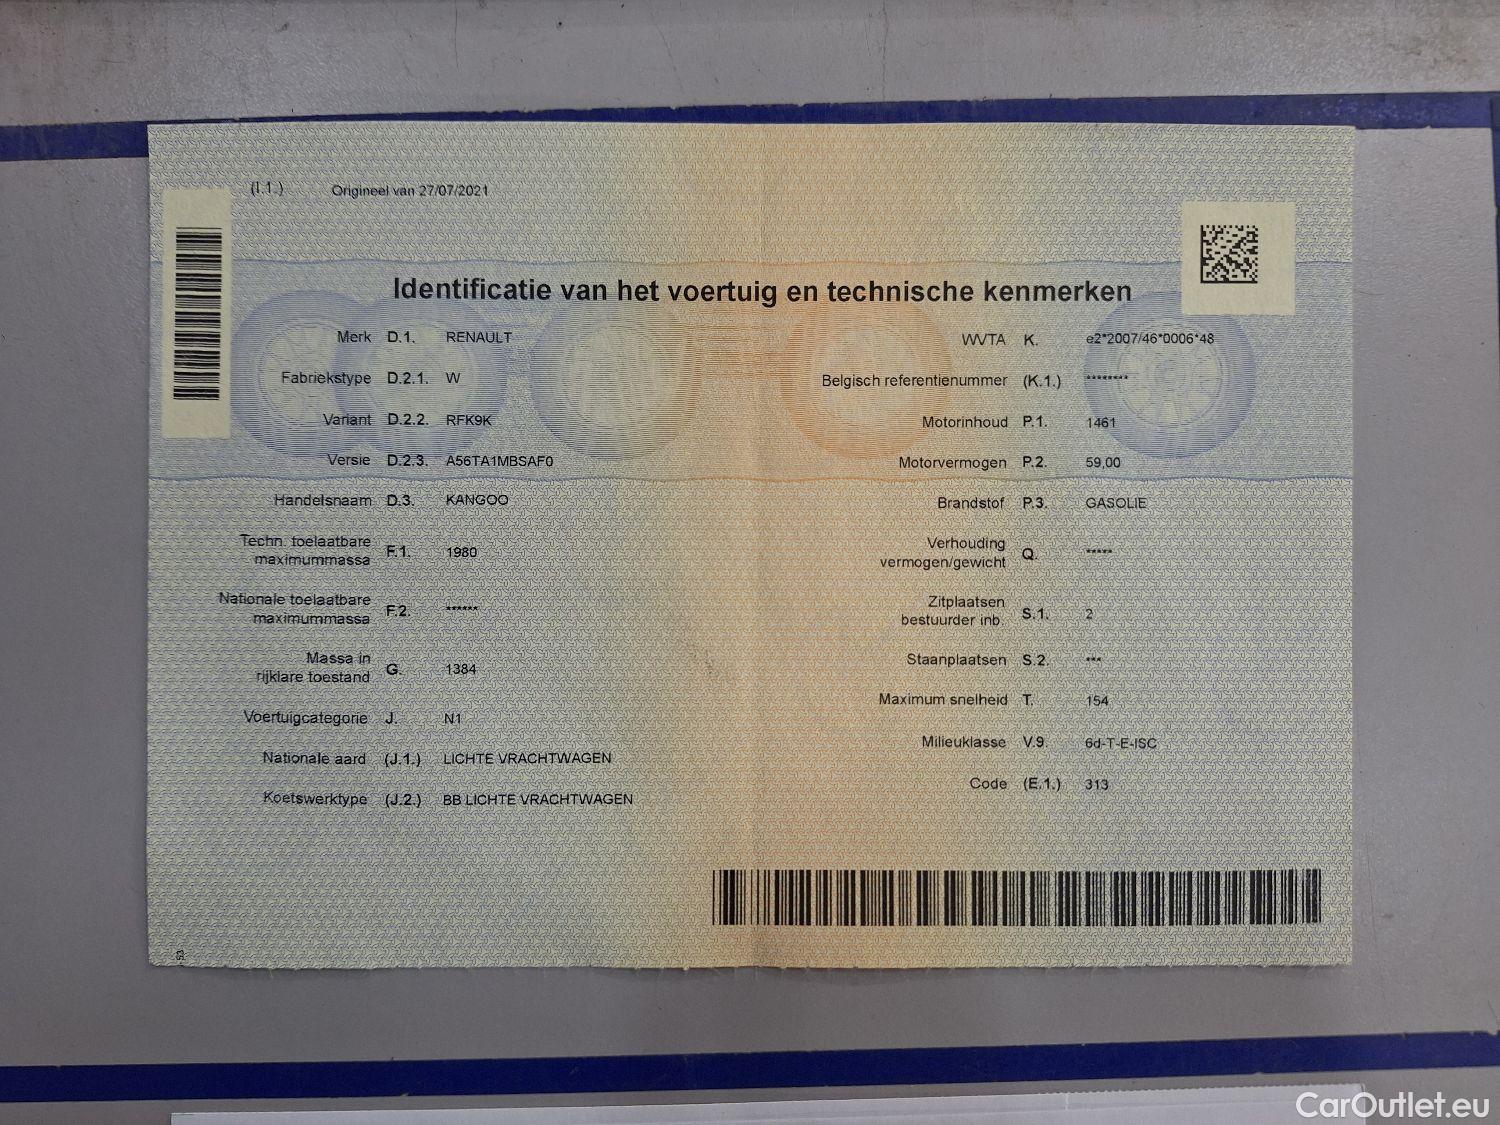 (I.1.) Origineel van 27/07/2021
Identificatie van het voertuig en technische kenmerken
Merk D.1. RENAULT
Fabriekstype D.2.1. W
Variant D.2.2. RFK9K
Versie D.2.3. A56TA1MBSAF0
Handelsnaam D.3. KANGOO
Techn. toelaatbare
maximummassa F.1. 1980
Nationale toelaatbare
maximummassa F.2. ******
Massa in
rijklare toestand G. 1384
Voertuigcategorie J. N1
Nationale aard (J.1.) LICHTE VRACHTWAGEN
Koetswerktype (J.2.) BB LICHTE VRACHTWAGEN
WVTA K. e2*2007/46*0006*48
Belgisch referentienummer (K.1.) ********
Motorinhoud P.1. 1461
Motorvermogen P.2. 59,00
Brandstof P.3. GASOLIE
Verhouding
vermogen/gewicht Q. *****
Zitplaatsen
bestuurder inb. S.1. 2
Staanplaatsen S.2. ***
Maximum snelheid T. 154
Milieuklasse V.9. 6d-T-E-ISC
Code (E.1.) 313
53
CarOutlet.eu